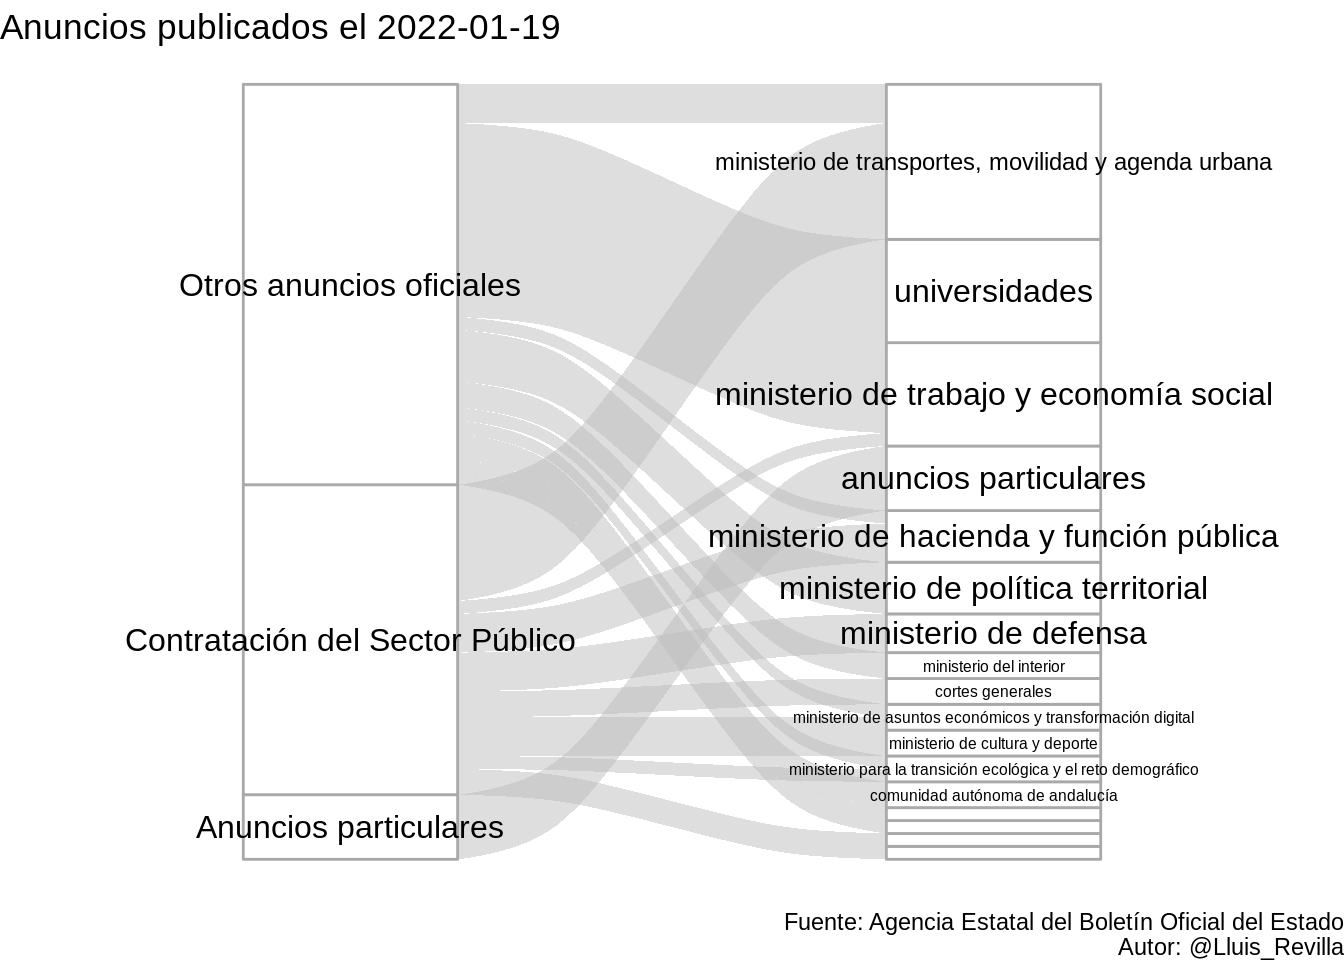 Anuncios publicados el 2022-01-19
Otros anuncios oficiales
Contratación del Sector Público
Anuncios particulares
ministerio de transportes, movilidad y agenda urbana
universidades
ministerio de trabajo y economía social
anuncios particulares
ministerio de hacienda y función pública
ministerio de política territorial
ministerio de defensa
ministerio del interior
cortes generales
ministerio de asuntos económicos y transformación digital
ministerio de cultura y deporte
ministerio para la transición ecológica y el reto demográfico
comunidad autónoma de andalucía
Fuente: Agencia Estatal del Boletín Oficial del Estado
Autor: @Lluis_Revilla